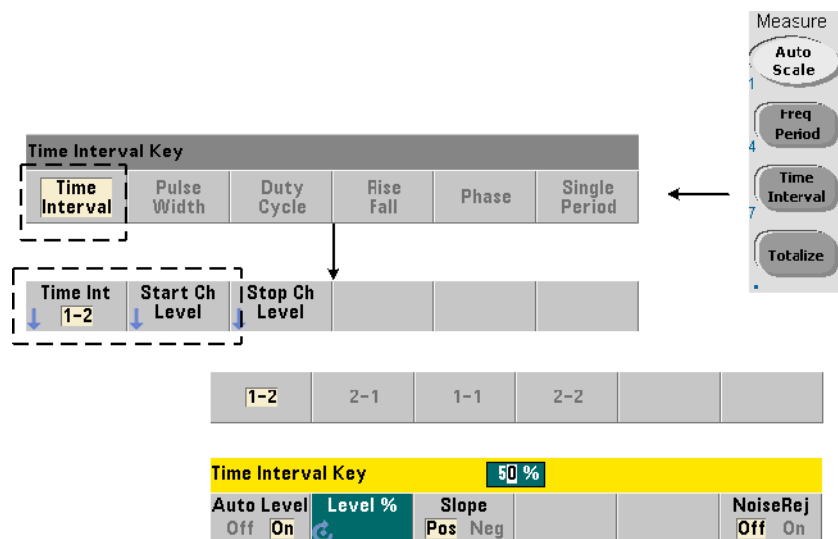 Measure
Auto
Scale
1
Freq
Period
4
Time
Interval
7
Totalize
.
Time Interval Key
Time
Interval
Pulse
Width
Duty
Cycle
Rise
Fall
Phase
Single
Period
Time Int
1-2
Start Ch
Level
Stop Ch
Level
1-2 2-1 1-1 2-2
Time Interval Key 50 %
Auto Level
Off On
Level %
Slope
Pos Neg
NoiseRej
Off On